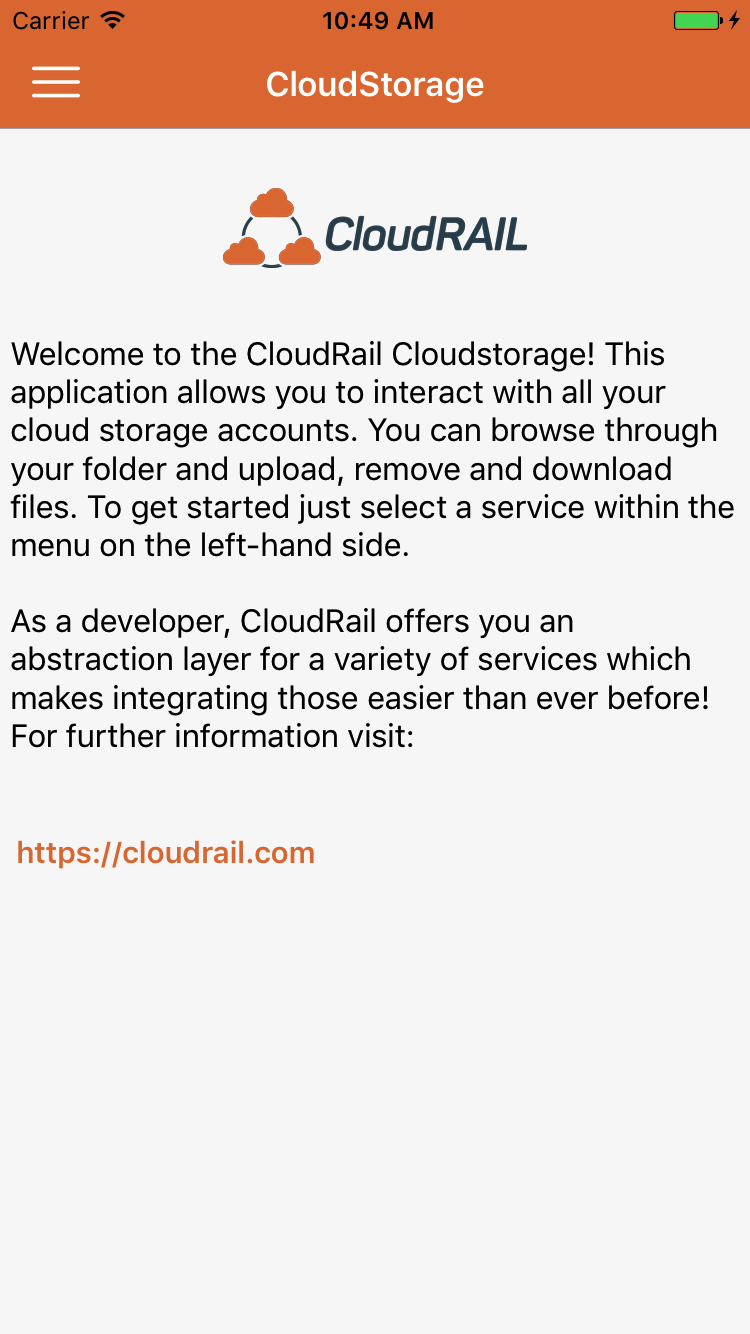 Carrier 10:49 AM
CloudStorage
CloudRAIL
Welcome to the CloudRail Cloudstorage! This
application allows you to interact with all your
cloud storage accounts. You can browse through
your folder and upload, remove and download
files. To get started just select a service within the
menu on the left-hand side.
As a developer, CloudRail offers you an
abstraction layer for a variety of services which
makes integrating those easier than ever before!
For further information visit:
https://cloudrail.com